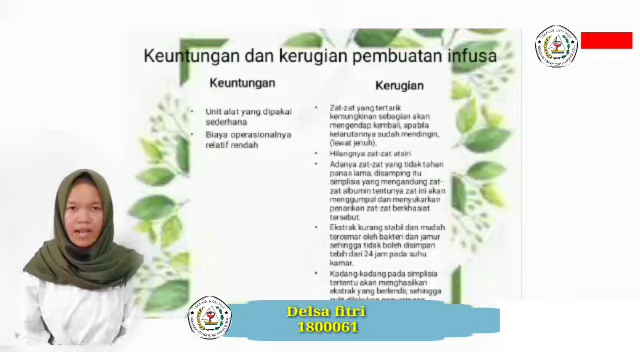 Keuntungan dan kerugian pembuatan infusa
Keuntungan
Unit alat yang dipakai
sederhana
Biaya operasionalnya
relatif rendah
Kerugian
Zat-zat yang tertarik
kemungkinan sebagian akan
mengendap kembali, apabila
kelarutannya sudah mendingin,
(lewat jenuh).
Hilangnya zat-zat atsiri
Adanya zat-zat yang tidak tahan
panas lama, disamping itu
simplisia yang mengandung zat-
zat albumin tentunya zat ini akan
menggumpal dan menyukarkan
penarikan zat-zat berkhasiat
tersebut.
Ekstrak kurang stabil dan mudah
tercemar oleh bakteri dan jamur
sehingga tidak boleh disimpan
lebih dari 24 jam pada suhu
kamar.
Kadang-kadang pada simplisia
tertentu akan menghasilkan
ekstrak yang berlendir, sehingga
Delsa fitri
1800061